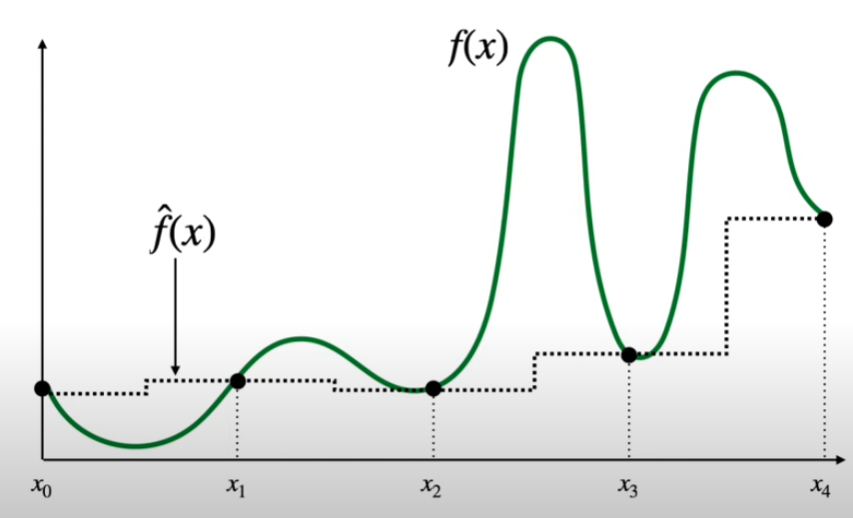 f(x)
f̂(x)
x₀ x₁ x₂ x₃ x₄